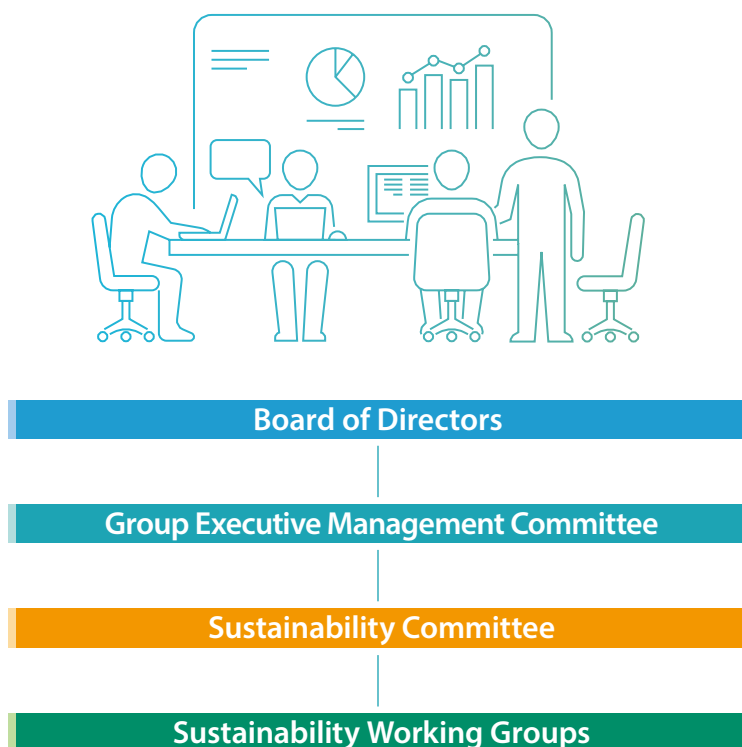 Board of Directors
Group Executive Management Committee
Sustainability Committee
Sustainability Working Groups